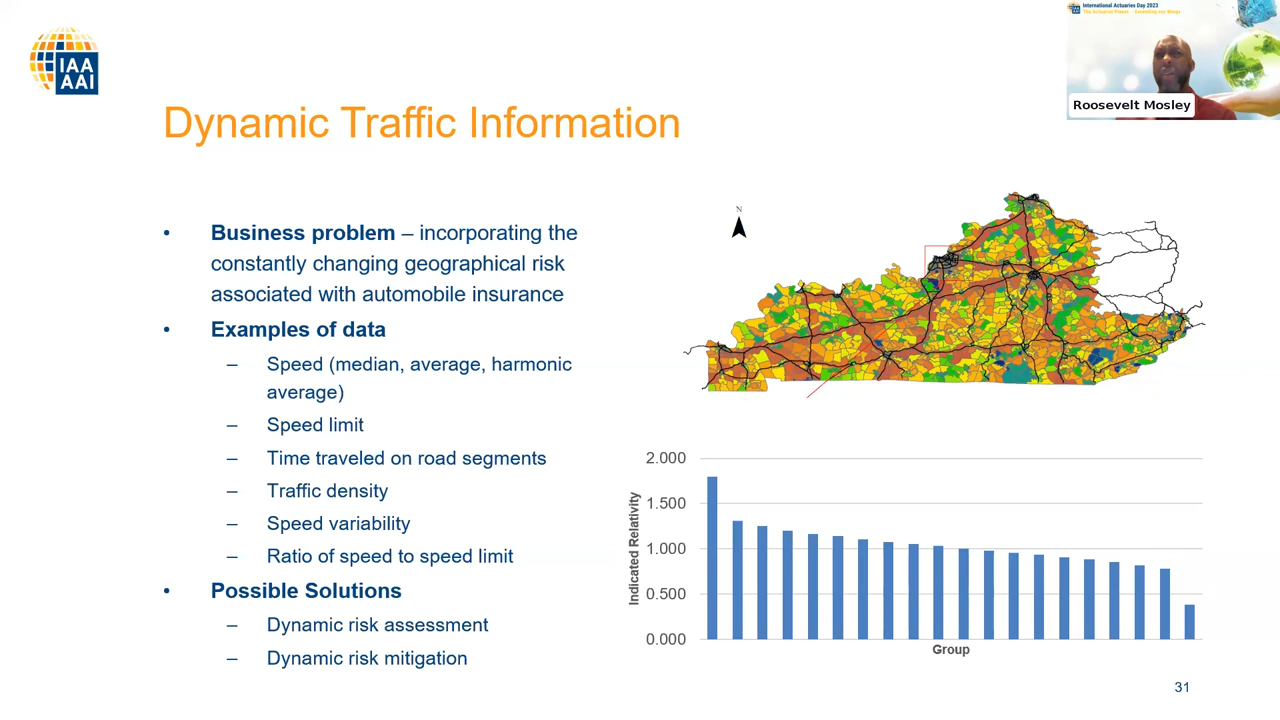 IAA
AAI
International Actuaries Day 2023
Roosevelt Mosley
Dynamic Traffic Information
• Business problem – incorporating the
constantly changing geographical risk
associated with automobile insurance
• Examples of data
– Speed (median, average, harmonic
average)
– Speed limit
– Time traveled on road segments
– Traffic density
– Speed variability
– Ratio of speed to speed limit
• Possible Solutions
– Dynamic risk assessment
– Dynamic risk mitigation
N
2.000
1.500
1.000
0.500
0.000
Indicated Relativity
Group
31